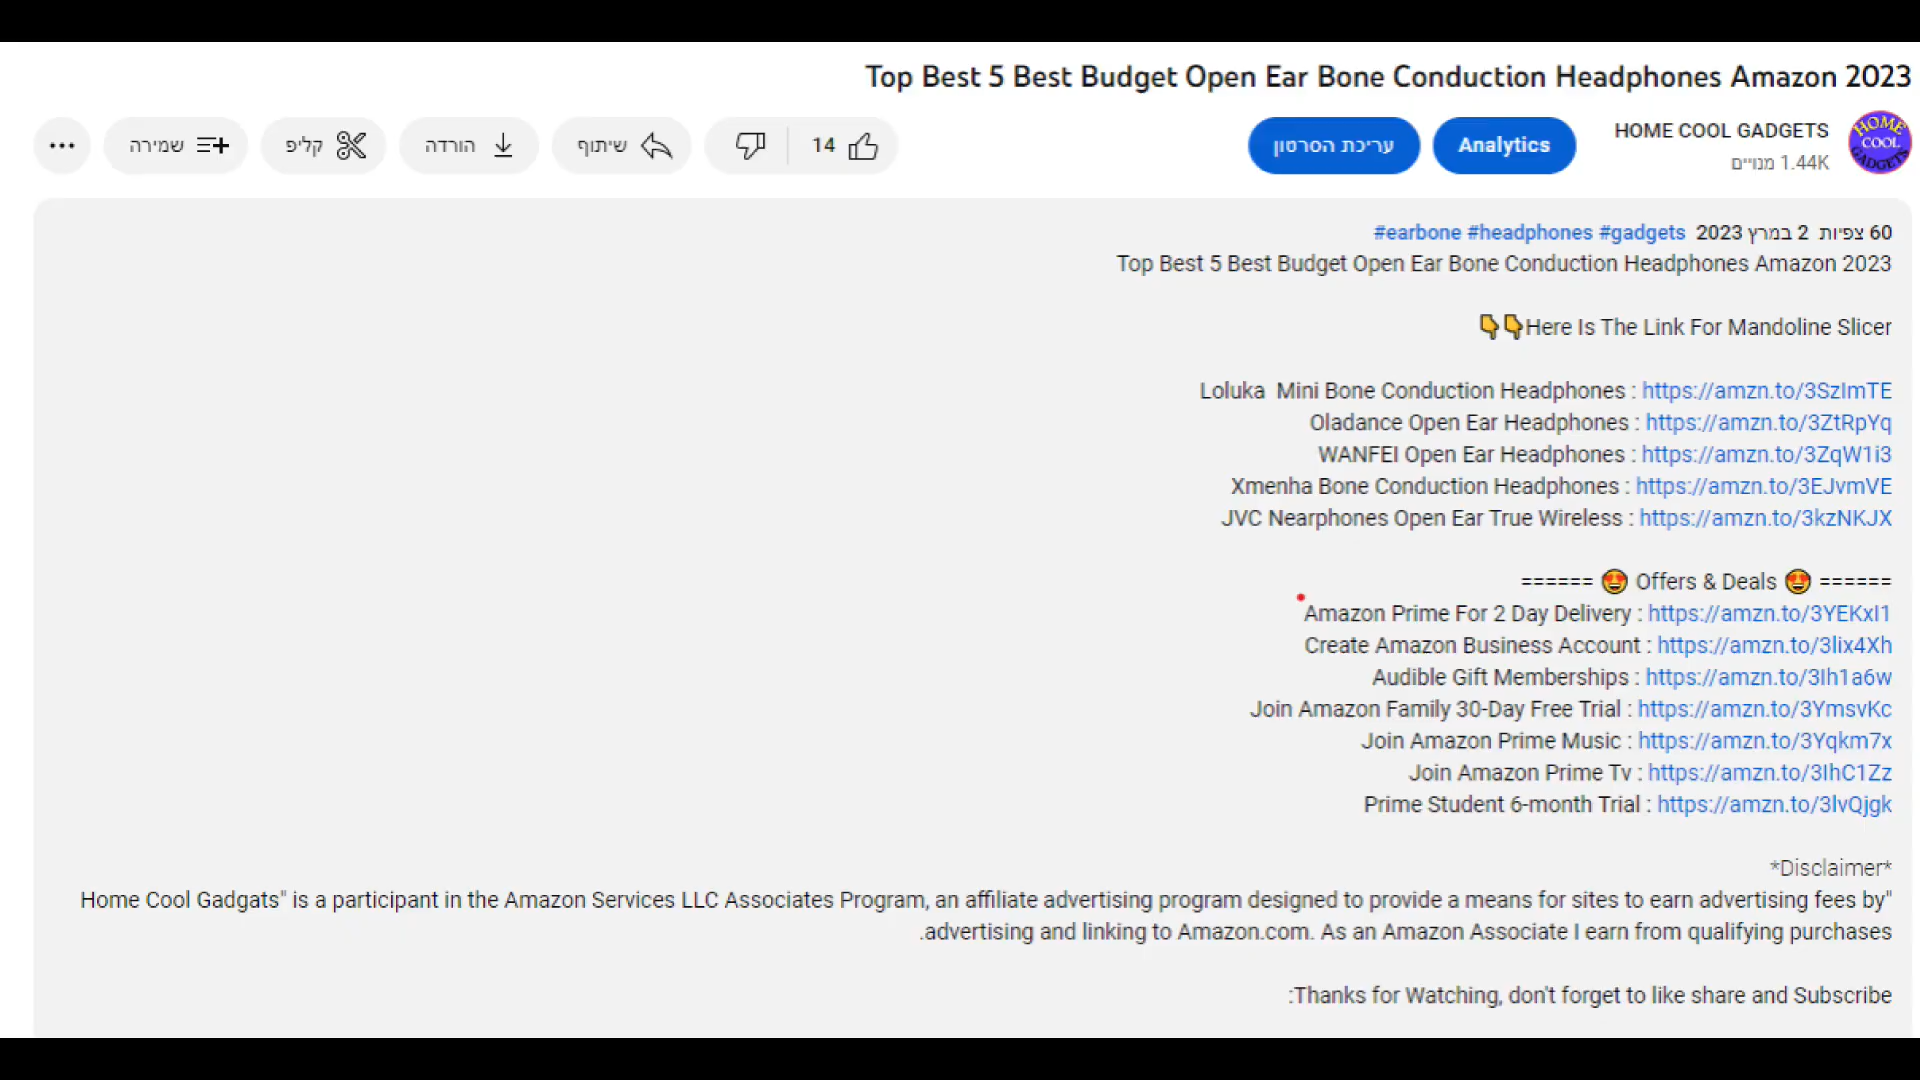 Top Best 5 Best Budget Open Ear Bone Conduction Headphones Amazon 2023
HOME COOL GADGETS
HOME COOL GADGETS
1.44K מנויים
Analytics
עריכת הסרטון
14
שיתוף
הורדה
קליפ
שמירה
60 צפיות 2 במרץ 2023 #earbone #headphones #gadgets
Top Best 5 Best Budget Open Ear Bone Conduction Headphones Amazon 2023
👇👇Here Is The Link For Mandoline Slicer
Loluka Mini Bone Conduction Headphones : https://amzn.to/3SzImTE
Oladance Open Ear Headphones : https://amzn.to/3ZtRpYq
WANFEI Open Ear Headphones : https://amzn.to/3ZqW1i3
Xmenha Bone Conduction Headphones : https://amzn.to/3EJvmVE
JVC Nearphones Open Ear True Wireless : https://amzn.to/3kzNKJX
====== 😍 Offers & Deals 😍 ======
Amazon Prime For 2 Day Delivery : https://amzn.to/3YEKxI1
Create Amazon Business Account : https://amzn.to/3lix4Xh
Audible Gift Memberships : https://amzn.to/3Ih1a6w
Join Amazon Family 30-Day Free Trial : https://amzn.to/3YmsvKc
Join Amazon Prime Music : https://amzn.to/3Yqkm7x
Join Amazon Prime Tv : https://amzn.to/3IhC1Zz
Prime Student 6-month Trial : https://amzn.to/3lvQjgk
*Disclaimer*
Home Cool Gadgats" is a participant in the Amazon Services LLC Associates Program, an affiliate advertising program designed to provide a means for sites to earn advertising fees by"
.advertising and linking to Amazon.com. As an Amazon Associate I earn from qualifying purchases
:Thanks for Watching, don't forget to like share and Subscribe